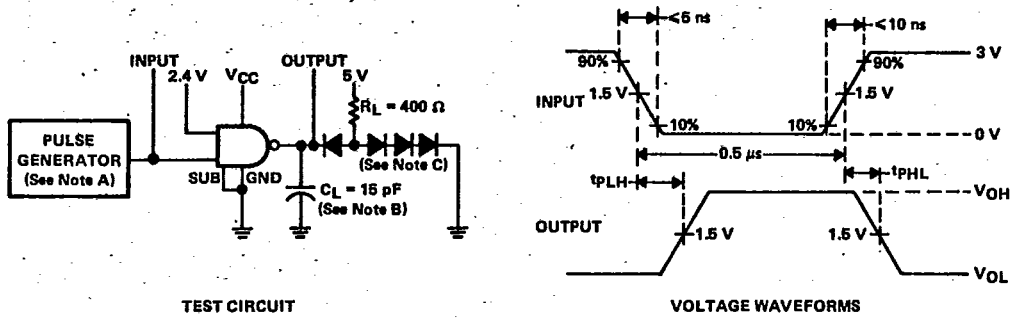 INPUT
2.4 V
VCC
OUTPUT
5 V
RL = 400 Ω
PULSE
GENERATOR
(See Note A)
SUB
GND
(See Note C)
CL = 15 pF
(See Note B)
TEST CIRCUIT
≤5 ns
≤10 ns
90%
90%
3 V
INPUT
1.5 V
1.5 V
10%
10%
0 V
0.5 μs
tPLH
tPHL
VOH
OUTPUT
1.5 V
1.5 V
VOL
VOLTAGE WAVEFORMS